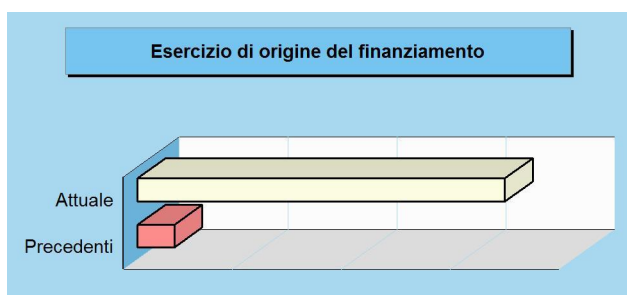 Esercizio di origine del finanziamento
Attuale
Precedenti